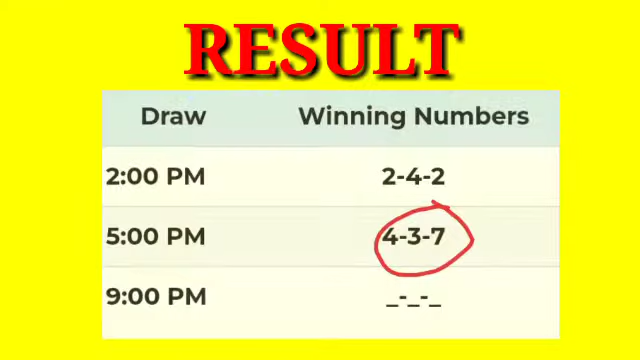 RESULT
Draw Winning Numbers
2:00 PM 2-4-2
5:00 PM 4-3-7
9:00 PM _-_-_